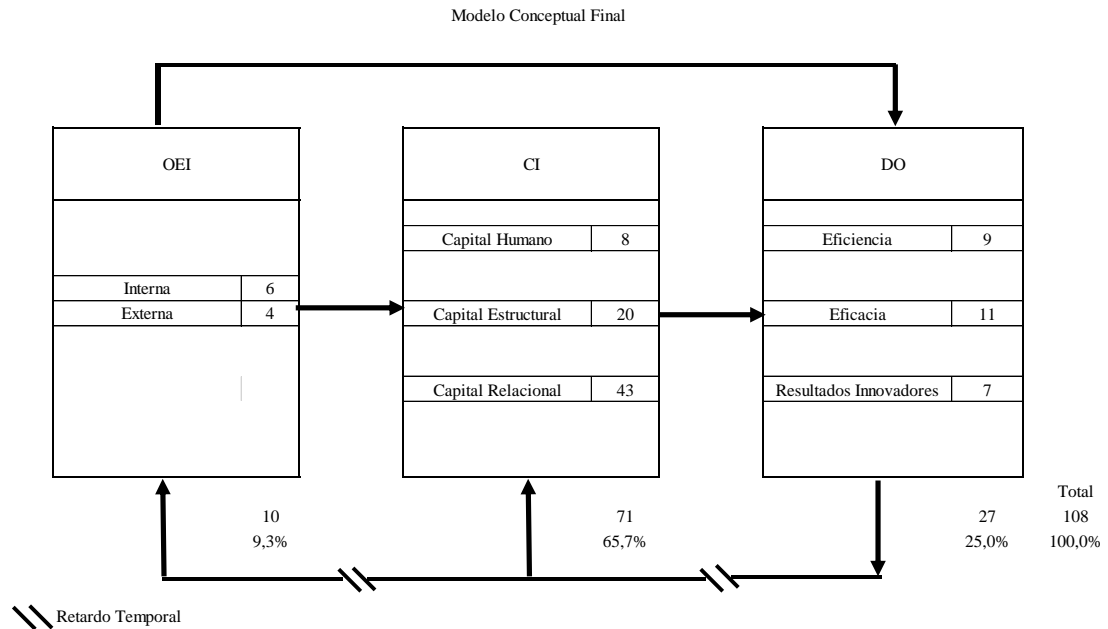 Modelo Conceptual Final
OEI
CI
DO
Capital Humano 8
Eficiencia 9
Interna 6
Externa 4
Capital Estructural 20
Eficacia 11
Capital Relacional 43
Resultados Innovadores 7
Total
10 71 27 108
9,3% 65,7% 25,0% 100,0%
Retardo Temporal